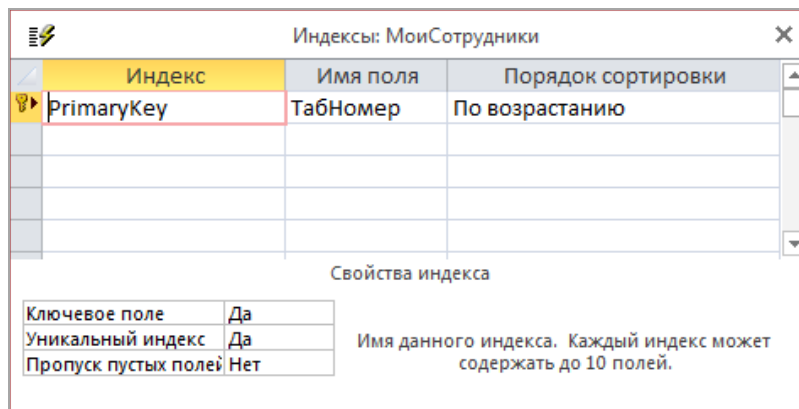 Индексы: МоиСотрудники
Индекс Имя поля Порядок сортировки
PrimaryKey ТабНомер По возрастанию
Свойства индекса
Ключевое поле Да
Уникальный индекс Да
Пропуск пустых полей Нет
Имя данного индекса. Каждый индекс может
содержать до 10 полей.